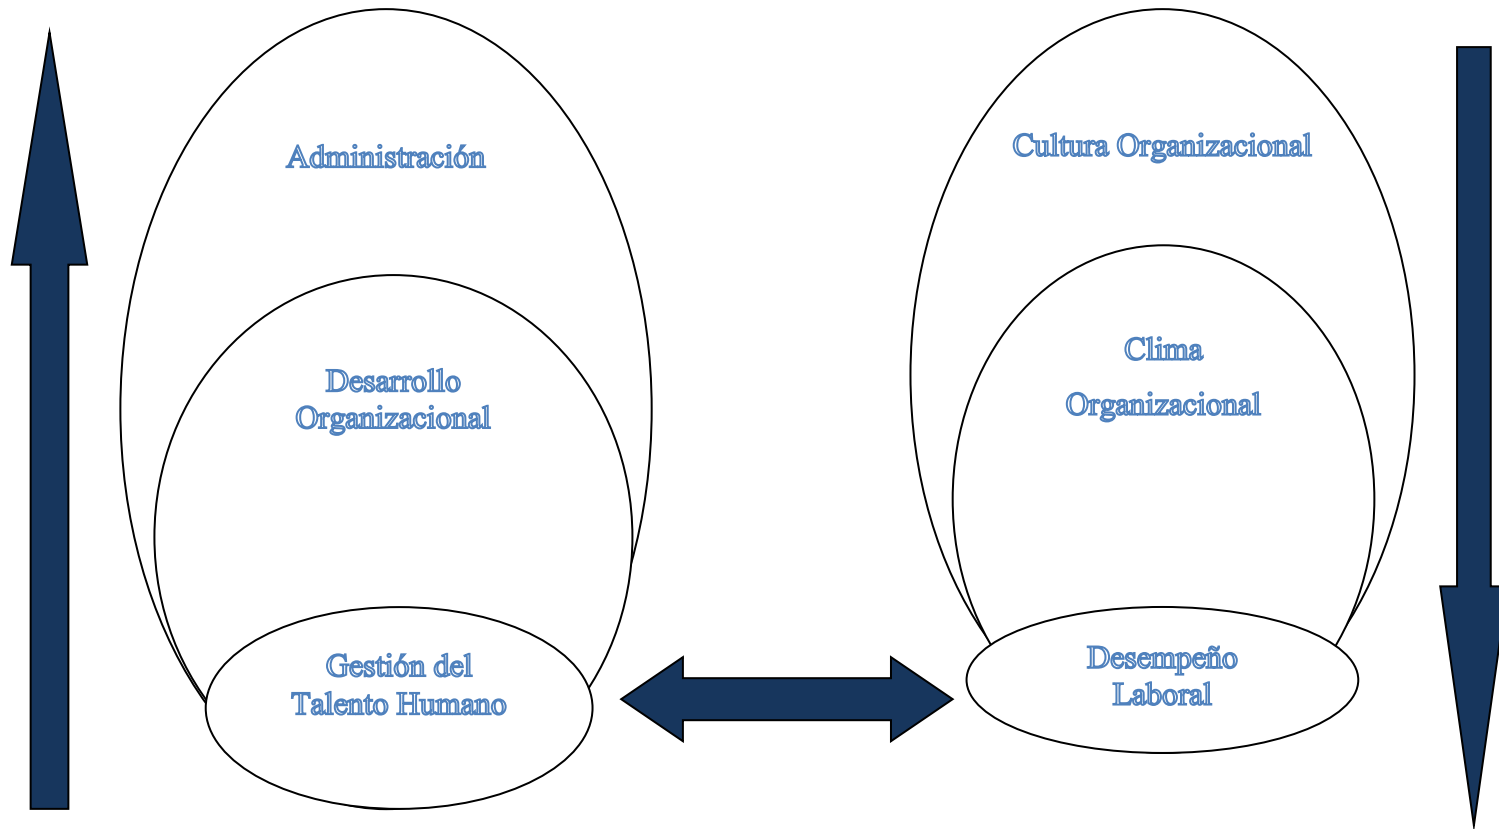 Administración
Desarrollo
Organizacional
Gestión del
Talento Humano
Cultura Organizacional
Clima
Organizacional
Desempeño
Laboral